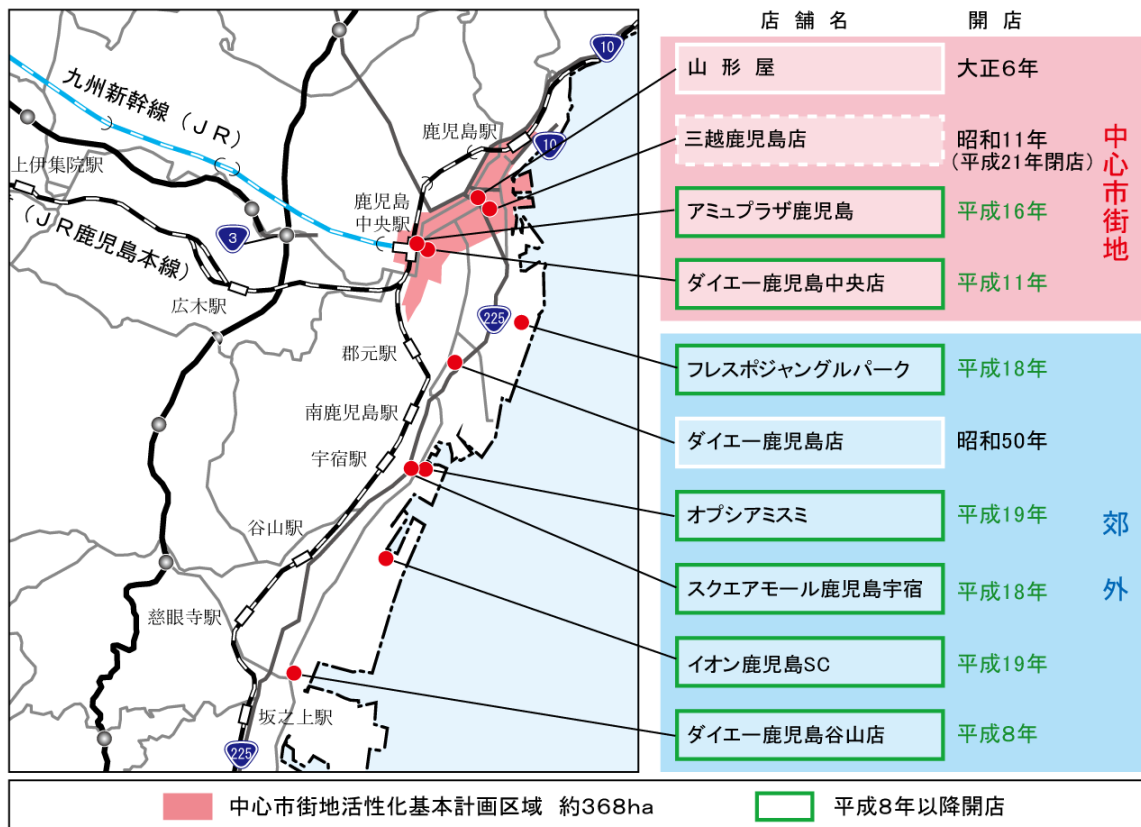 店 舗 名
開 店
山 形 屋
大正6年
三越鹿児島店
昭和11年
(平成21年閉店)
アミュプラザ鹿児島
平成16年
ダイエー鹿児島中央店
平成11年
中心市街地
フレスポジャングルパーク
平成18年
ダイエー鹿児島店
昭和50年
オプシアミスミ
平成19年
スクエアモール鹿児島宇宿
平成18年
イオン鹿児島SC
平成19年
ダイエー鹿児島谷山店
平成8年
郊外
10
九州新幹線(JR)
鹿児島駅
10
上伊集院駅
鹿児島
中央駅
3
(JR鹿児島本線)
広木駅
225
郡元駅
南鹿児島駅
宇宿駅
谷山駅
慈眼寺駅
坂之上駅
225
中心市街地活性化基本計画区域 約368ha
平成8年以降開店